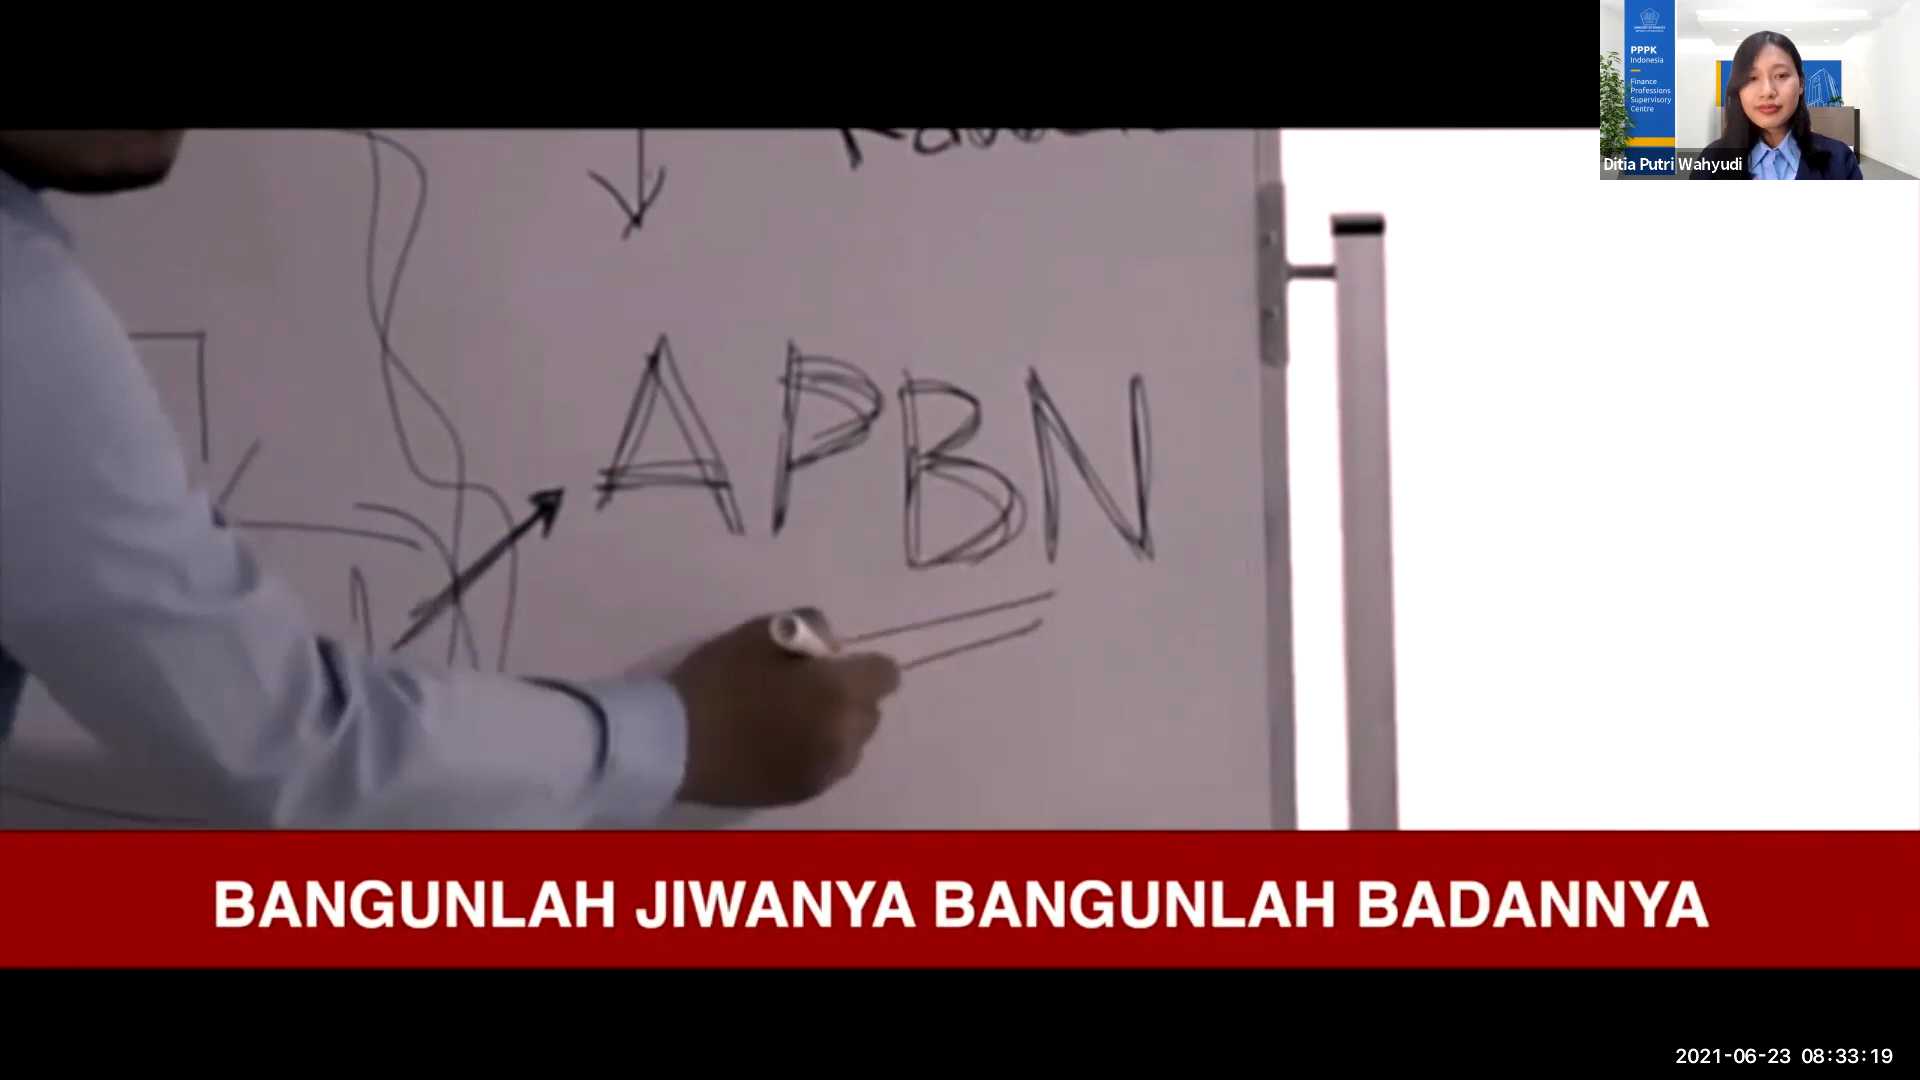 PPPK
Indonesia
Finance
Professions
Supervisory
Centre
Ditia Putri Wahyudi
APBN
BANGUNLAH JIWANYA BANGUNLAH BADANNYA
2021-06-23 08:33:19